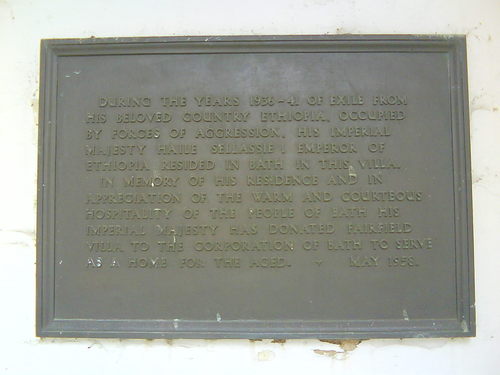 DURING THE YEARS 1936-41 OF EXILE FROM
HIS BELOVED COUNTRY ETHIOPIA, OCCUPIED
BY FORCES OF AGGRESSION, HIS IMPERIAL
MAJESTY HAILE SELLASSIE I EMPEROR OF
ETHIOPIA RESIDED IN BATH IN THIS VILLA.
IN MEMORY OF HIS RESIDENCE AND IN
APPRECIATION OF THE WARM AND COURTEOUS
HOSPITALITY OF THE PEOPLE OF BATH HIS
IMPERIAL MAJESTY HAS DONATED FAIRFIELD
VILLA TO THE CORPORATION OF BATH TO SERVE
AS A HOME FOR THE AGED. + MAY 1958.